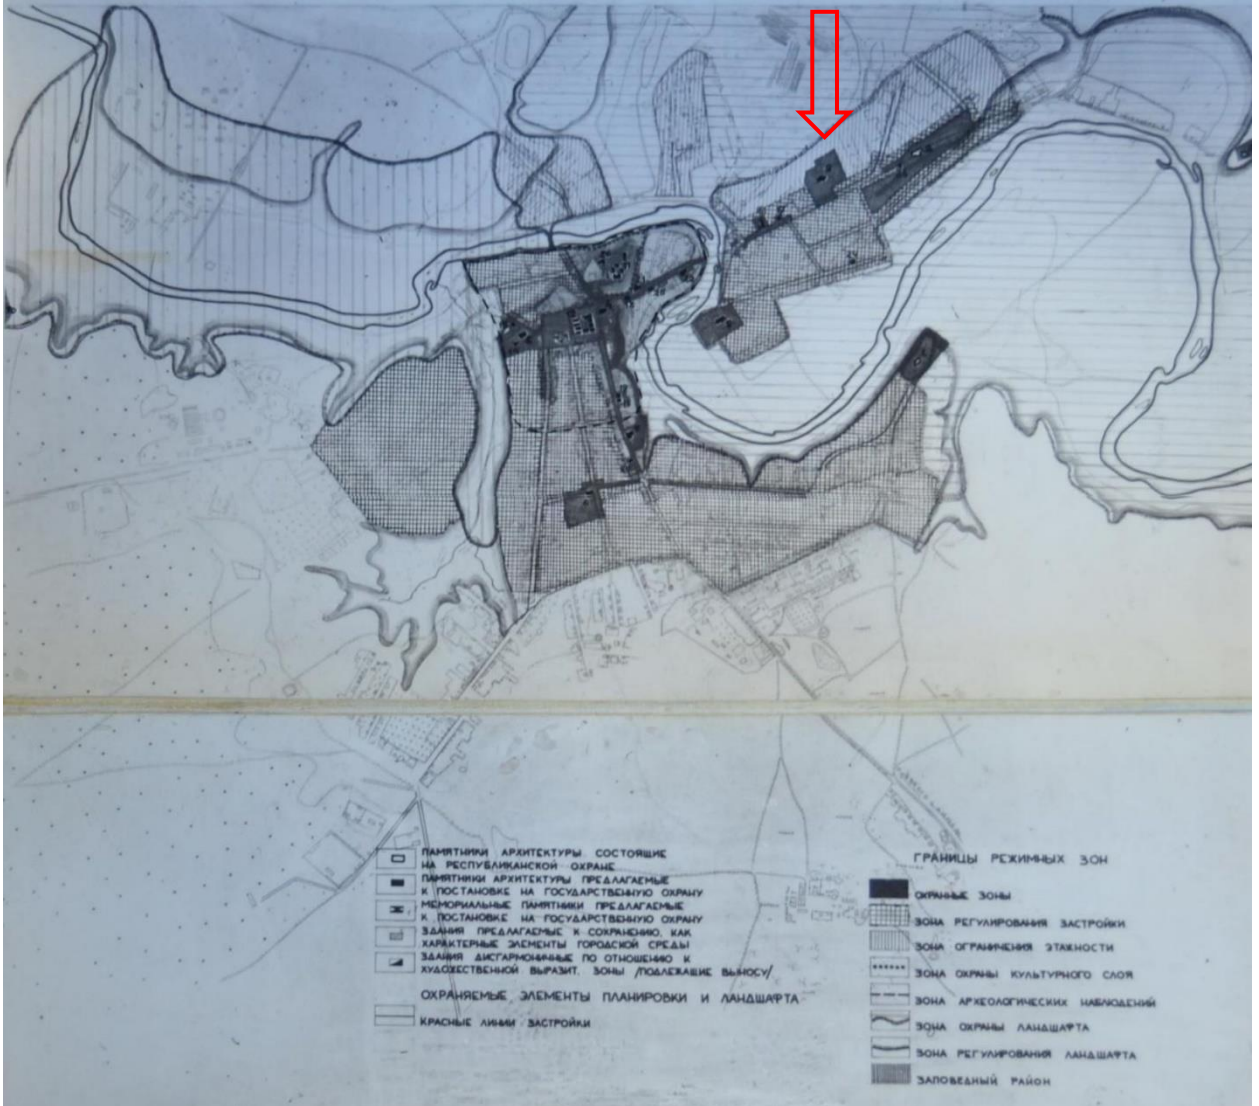 ПАМЯТНИКИ АРХИТЕКТУРЫ СОСТОЯЩИЕ
НА РЕСПУБЛИКАНСКОЙ ОХРАНЕ
ПАМЯТНИКИ АРХИТЕКТУРЫ ПРЕДЛАГАЕМЫЕ
К ПОСТАНОВКЕ НА ГОСУДАРСТВЕННУЮ ОХРАНУ
МЕМОРИАЛЬНЫЕ ПАМЯТНИКИ ПРЕДЛАГАЕМЫЕ
К ПОСТАНОВКЕ НА ГОСУДАРСТВЕННУЮ ОХРАНУ
ЗДАНИЯ ПРЕДЛАГАЕМЫЕ К СОХРАНЕНИЮ, КАК
ХАРАКТЕРНЫЕ ЭЛЕМЕНТЫ ГОРОДСКОЙ СРЕДЫ
ЗДАНИЯ ДИСГАРМОНИЧНЫЕ ПО ОТНОШЕНИЮ К
ХУДОЖЕСТВЕННОЙ ВЫРАЗИТ. ЗОНЫ /ПОДЛЕЖАЩИЕ ВЫНОСУ/
ОХРАНЯЕМЫЕ ЭЛЕМЕНТЫ ПЛАНИРОВКИ И ЛАНДШАФТА
КРАСНЫЕ ЛИНИИ ЗАСТРОЙКИ
ГРАНИЦЫ РЕЖИМНЫХ ЗОН
ОХРАННЫЕ ЗОНЫ
ЗОНА РЕГУЛИРОВАНИЯ ЗАСТРОЙКИ
ЗОНА ОГРАНИЧЕНИЯ ЭТАЖНОСТИ
ЗОНА ОХРАНЫ КУЛЬТУРНОГО СЛОЯ
ЗОНА АРХЕОЛОГИЧЕСКИХ НАБЛЮДЕНИЙ
ЗОНА ОХРАНЫ ЛАНДШАФТА
ЗОНА РЕГУЛИРОВАНИЯ ЛАНДШАФТА
ЗАПОВЕДНЫЙ РАЙОН